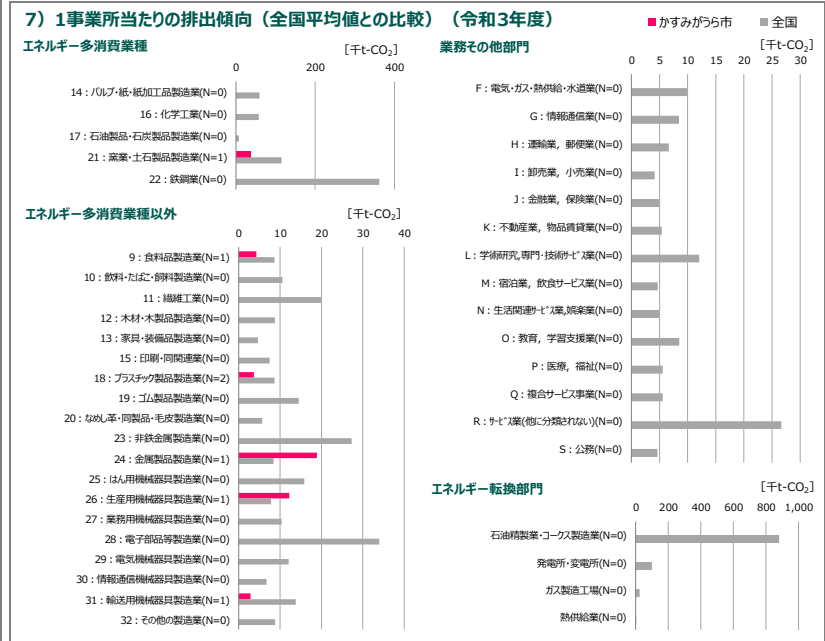 7）1事業所当たりの排出傾向（全国平均値との比較）（令和3年度）
■かすみがうら市 ■全国
エネルギー多消費業種
[千t-CO₂]
0 200 400
14：パルプ・紙・紙加工品製造業(N=0)
16：化学工業(N=0)
17：石油製品・石炭製品製造業(N=0)
21：窯業・土石製品製造業(N=1)
22：鉄鋼業(N=0)
エネルギー多消費業種以外
[千t-CO₂]
0 10 20 30 40
9：食料品製造業(N=1)
10：飲料・たばこ・飼料製造業(N=0)
11：繊維工業(N=0)
12：木材・木製品製造業(N=0)
13：家具・装備品製造業(N=0)
15：印刷・同関連業(N=0)
18：プラスチック製品製造業(N=2)
19：ゴム製品製造業(N=0)
20：なめし革・同製品・毛皮製造業(N=0)
23：非鉄金属製造業(N=0)
24：金属製品製造業(N=1)
25：はん用機械器具製造業(N=0)
26：生産用機械器具製造業(N=1)
27：業務用機械器具製造業(N=0)
28：電子部品等製造業(N=0)
29：電気機械器具製造業(N=0)
30：情報通信機械器具製造業(N=0)
31：輸送用機械器具製造業(N=1)
32：その他の製造業(N=0)
業務その他部門
[千t-CO₂]
0 5 10 15 20 25 30
F：電気・ガス・熱供給・水道業(N=0)
G：情報通信業(N=0)
H：運輸業，郵便業(N=0)
I：卸売業，小売業(N=0)
J：金融業，保険業(N=0)
K：不動産業，物品賃貸業(N=0)
L：学術研究,専門・技術ｻｰﾋﾞｽ業(N=0)
M：宿泊業，飲食サービス業(N=0)
N：生活関連ｻｰﾋﾞｽ業,娯楽業(N=0)
O：教育，学習支援業(N=0)
P：医療，福祉(N=0)
Q：複合サービス事業(N=0)
R：ｻｰﾋﾞｽ業(他に分類されない)(N=0)
S：公務(N=0)
エネルギー転換部門
[千t-CO₂]
0 200 400 600 800 1,000
石油精製業・コークス製造業(N=0)
発電所・変電所(N=0)
ガス製造工場(N=0)
熱供給業(N=0)